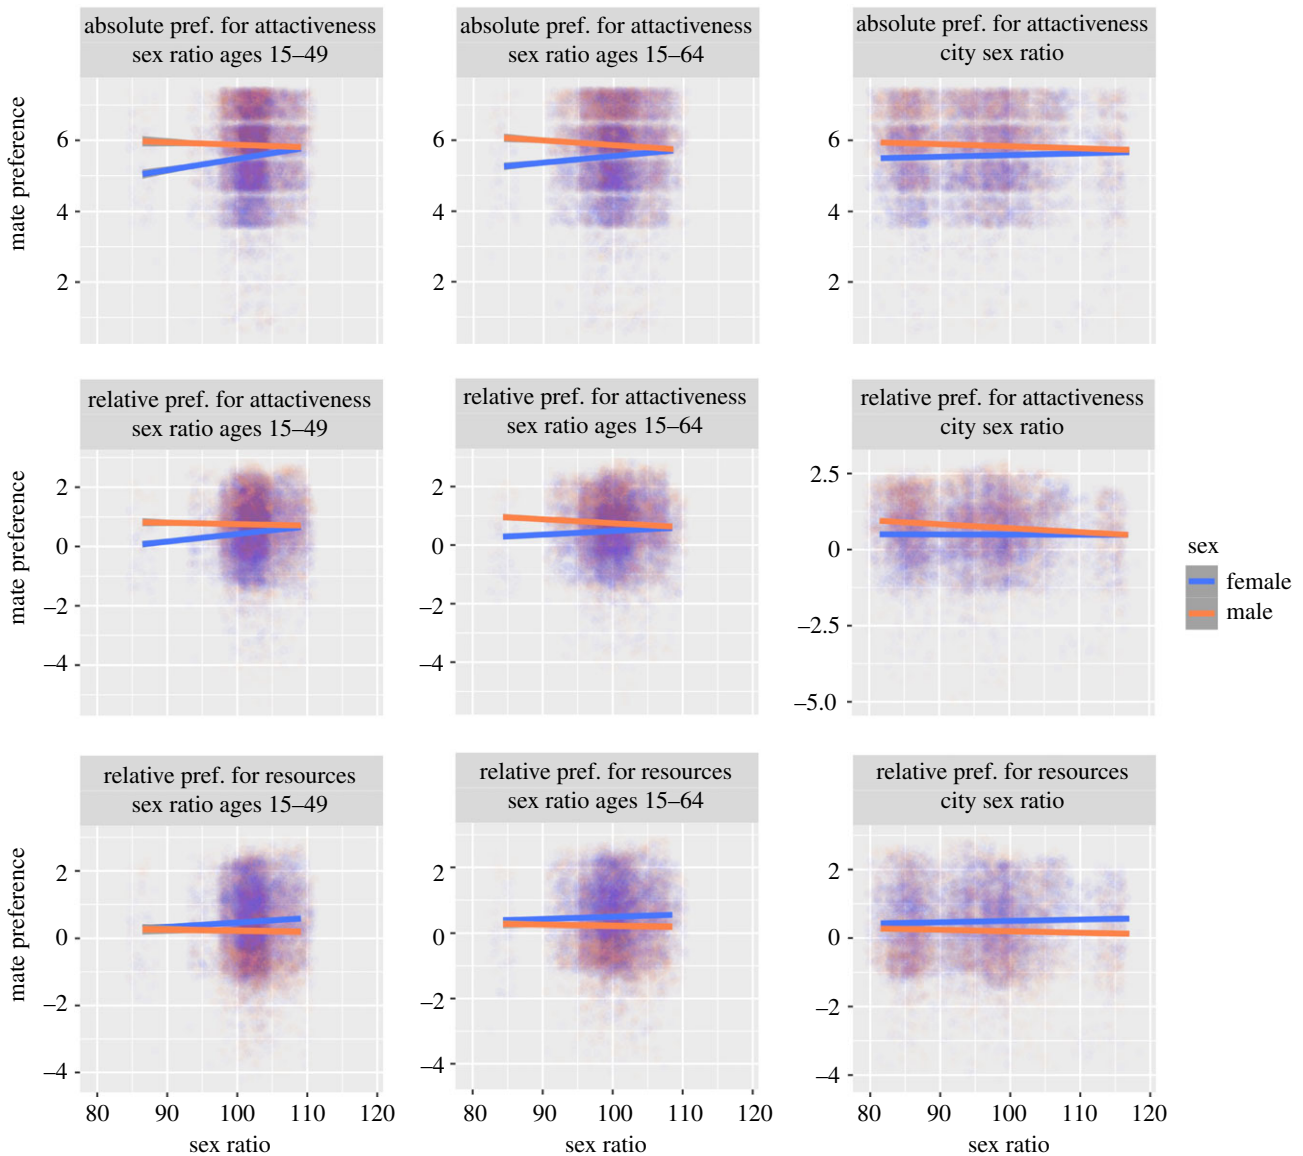 absolute pref. for attactiveness
sex ratio ages 15–49
absolute pref. for attactiveness
sex ratio ages 15–64
absolute pref. for attactiveness
city sex ratio
mate preference
6
4
2
6
4
2
6
4
2
relative pref. for attactiveness
sex ratio ages 15–49
relative pref. for attactiveness
sex ratio ages 15–64
relative pref. for attactiveness
city sex ratio
mate preference
2
0
–2
–4
2
0
–2
–4
2.5
0
–2.5
–5.0
sex
female
male
relative pref. for resources
sex ratio ages 15–49
relative pref. for resources
sex ratio ages 15–64
relative pref. for resources
city sex ratio
mate preference
2
0
–2
–4
2
0
–2
–4
2
0
–2
–4
80 90 100 110 120
80 90 100 110 120
80 90 100 110 120
sex ratio
sex ratio
sex ratio